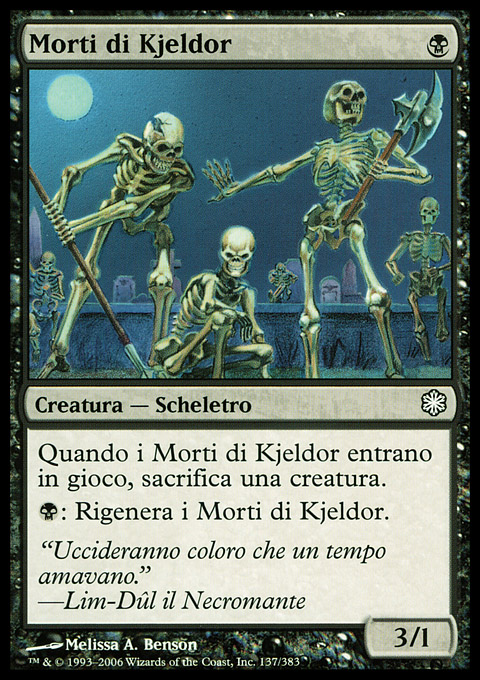 Morti di Kjeldor
Creatura — Scheletro
Quando i Morti di Kjeldor entrano
in gioco, sacrifica una creatura.
: Rigenera i Morti di Kjeldor.
“Uccideranno coloro che un tempo
amavano.”
—Lim-Dûl il Necromante
Melissa A. Benson
3/1
™ & © 1993–2006 Wizards of the Coast, Inc. 137/383